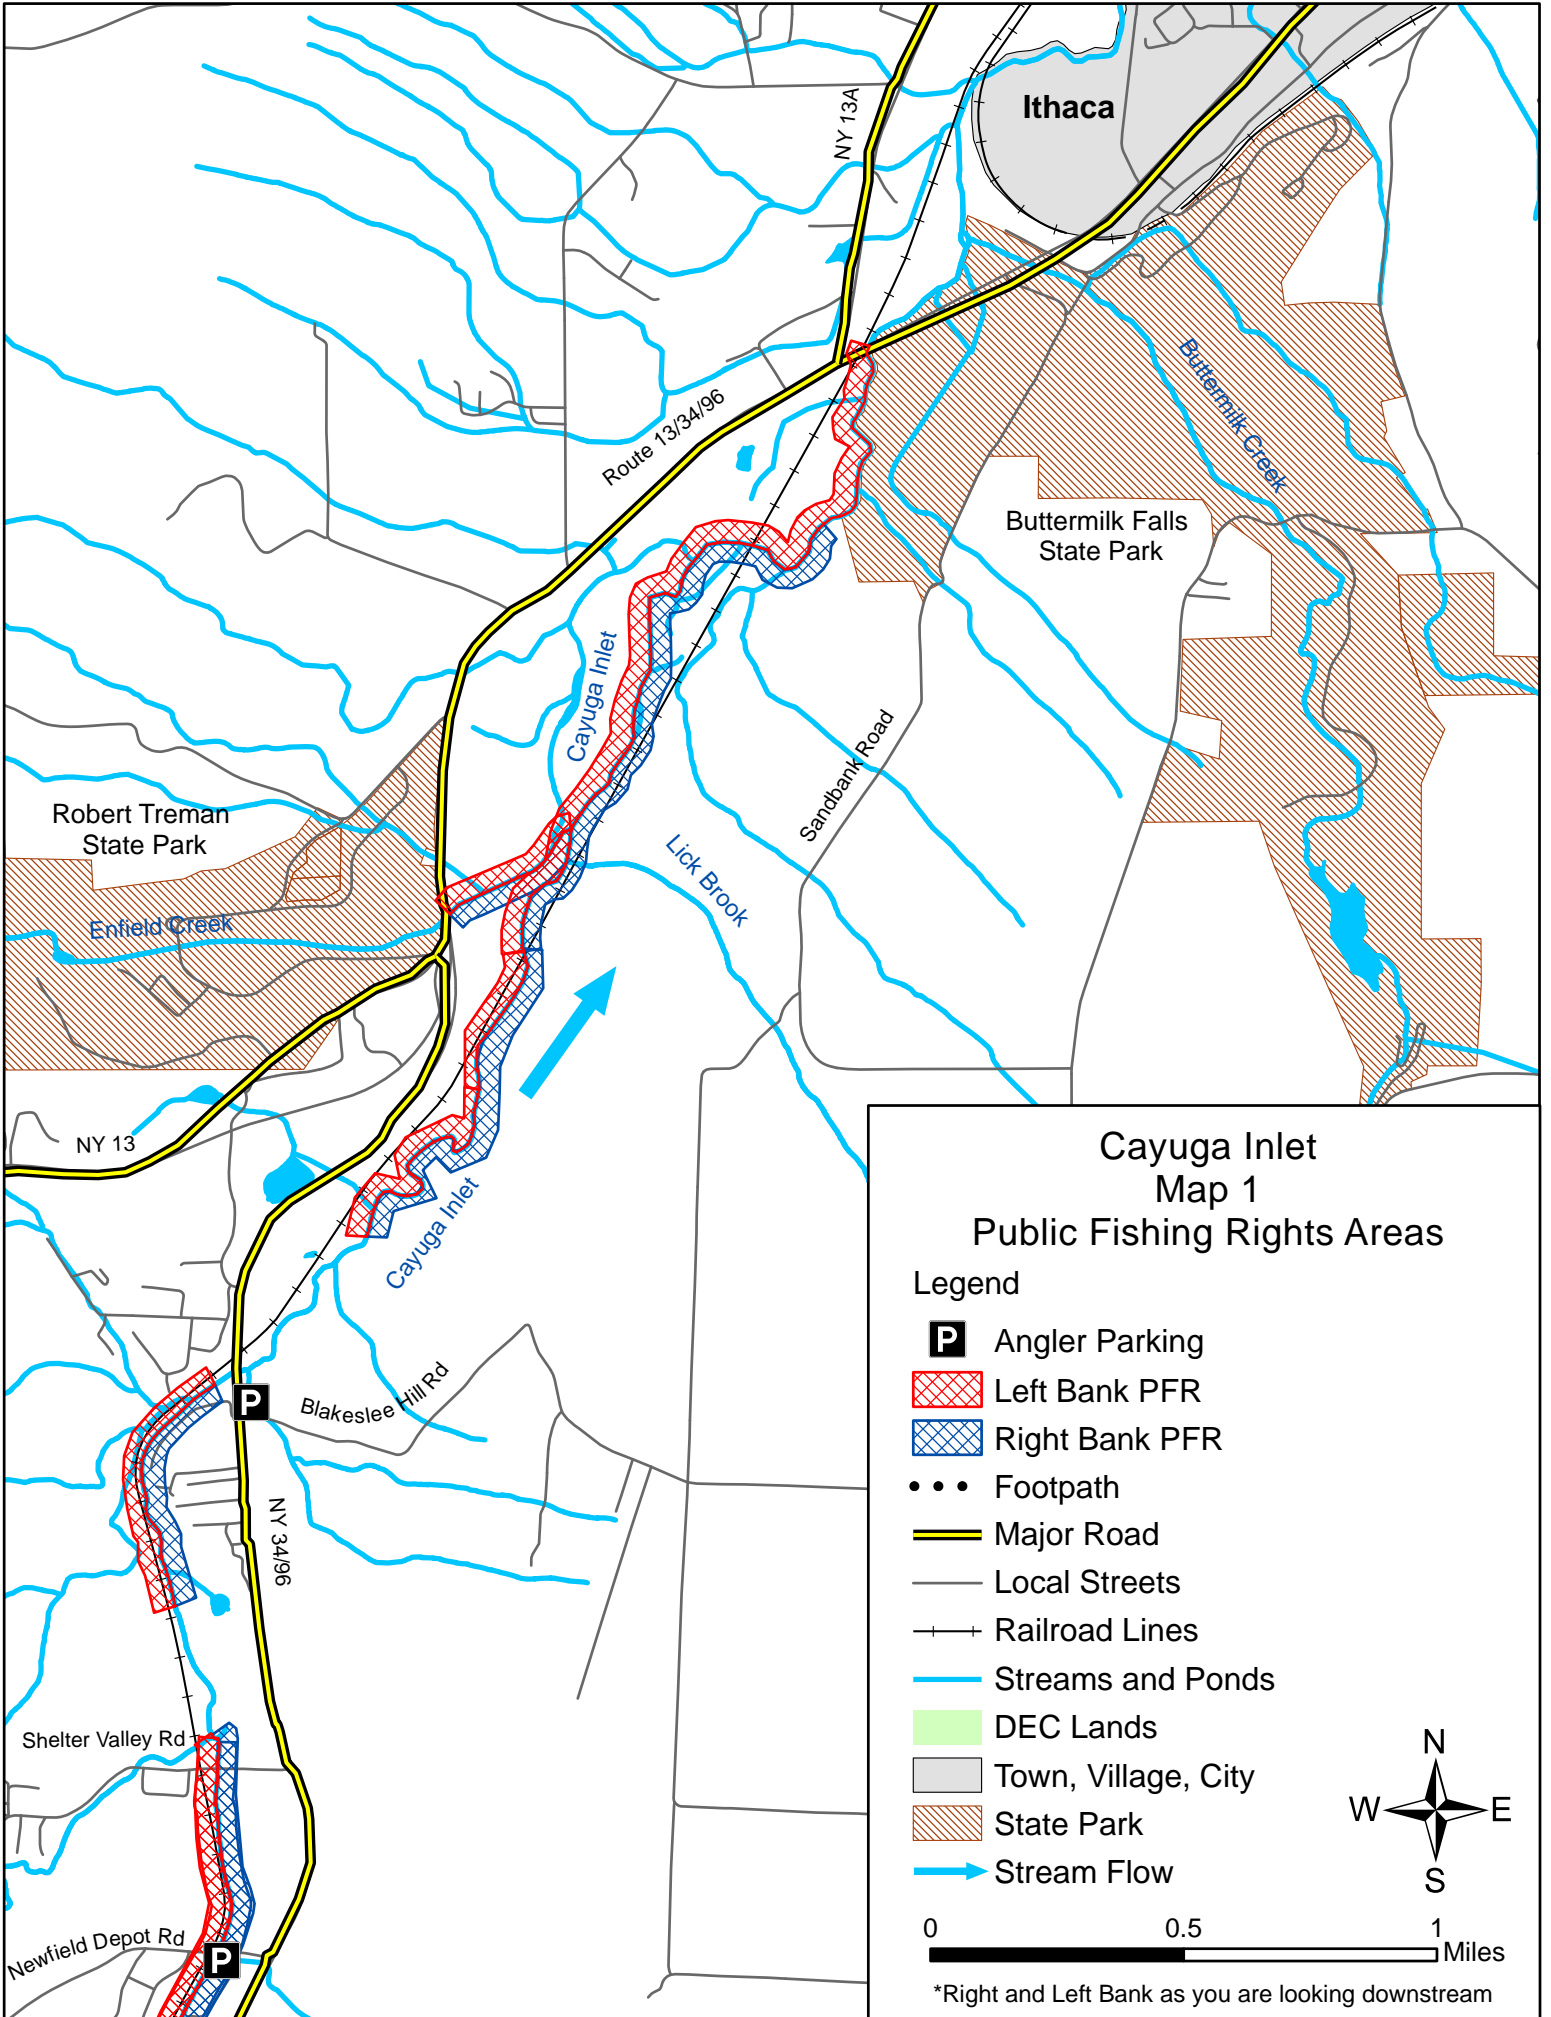 Ithaca
NY 13A
Route 13/34/96
Buttermilk Creek
Buttermilk Falls
State Park
Cayuga Inlet
Sandbank Road
Robert Treman
State Park
Lick Brook
Enfield Creek
NY 13
Cayuga Inlet
P
Blakeslee Hill Rd
NY 34/96
Shelter Valley Rd
Newfield Depot Rd
P
Cayuga Inlet
Map 1
Public Fishing Rights Areas
Legend
P Angler Parking
Left Bank PFR
Right Bank PFR
Footpath
Major Road
Local Streets
Railroad Lines
Streams and Ponds
DEC Lands
Town, Village, City
State Park
Stream Flow
N
W E
S
0 0.5 1
Miles
*Right and Left Bank as you are looking downstream